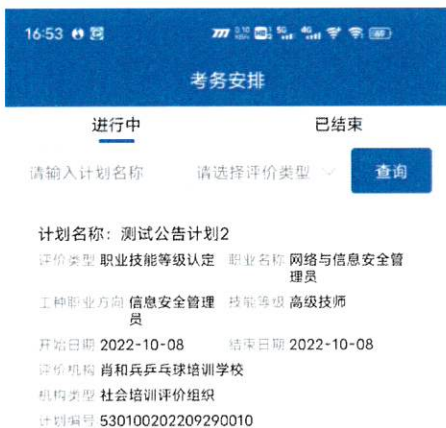 16:53
考务安排
进行中 已结束
请输入计划名称 请选择评价类型 查询
计划名称：测试公告计划2
评价类型 职业技能等级认定 职业名称 网络与信息安全管
理员
工种职业方向 信息安全管理 技能等级 高级技师
员
开始日期 2022-10-08 结束日期 2022-10-08
评价机构 肖和兵乒乓球培训学校
机构类型 社会培训评价组织
计划编号 530100202209290010